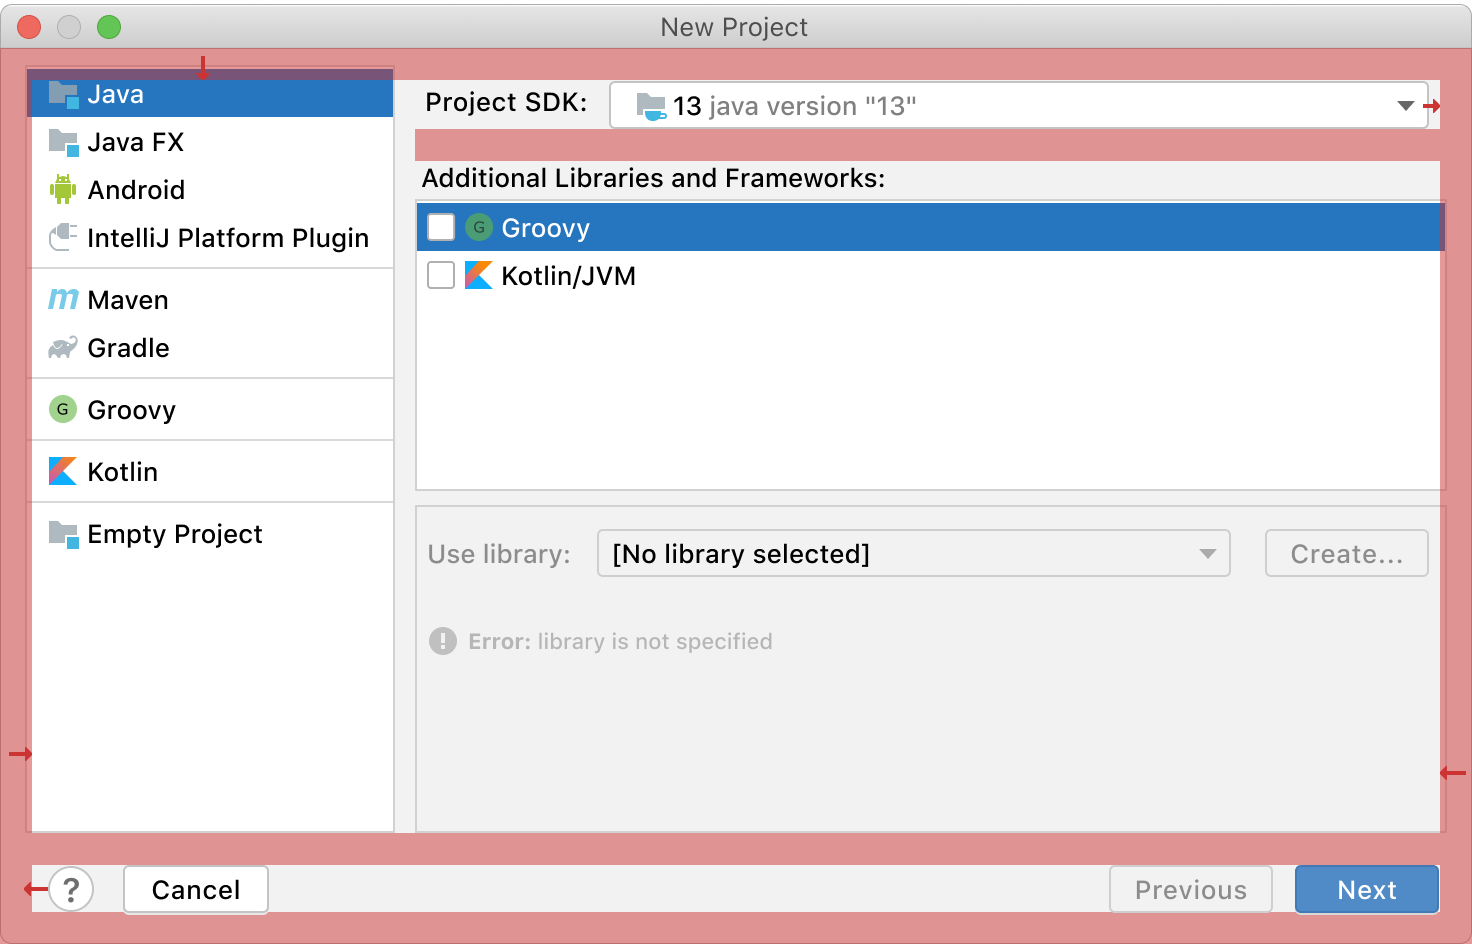 New Project
Java
Java FX
Android
IntelliJ Platform Plugin
m Maven
Gradle
G Groovy
Kotlin
Empty Project
Project SDK: 13 java version "13"
Additional Libraries and Frameworks:
G Groovy
Kotlin/JVM
Use library: [No library selected] Create...
! Error: library is not specified
? Cancel Previous Next